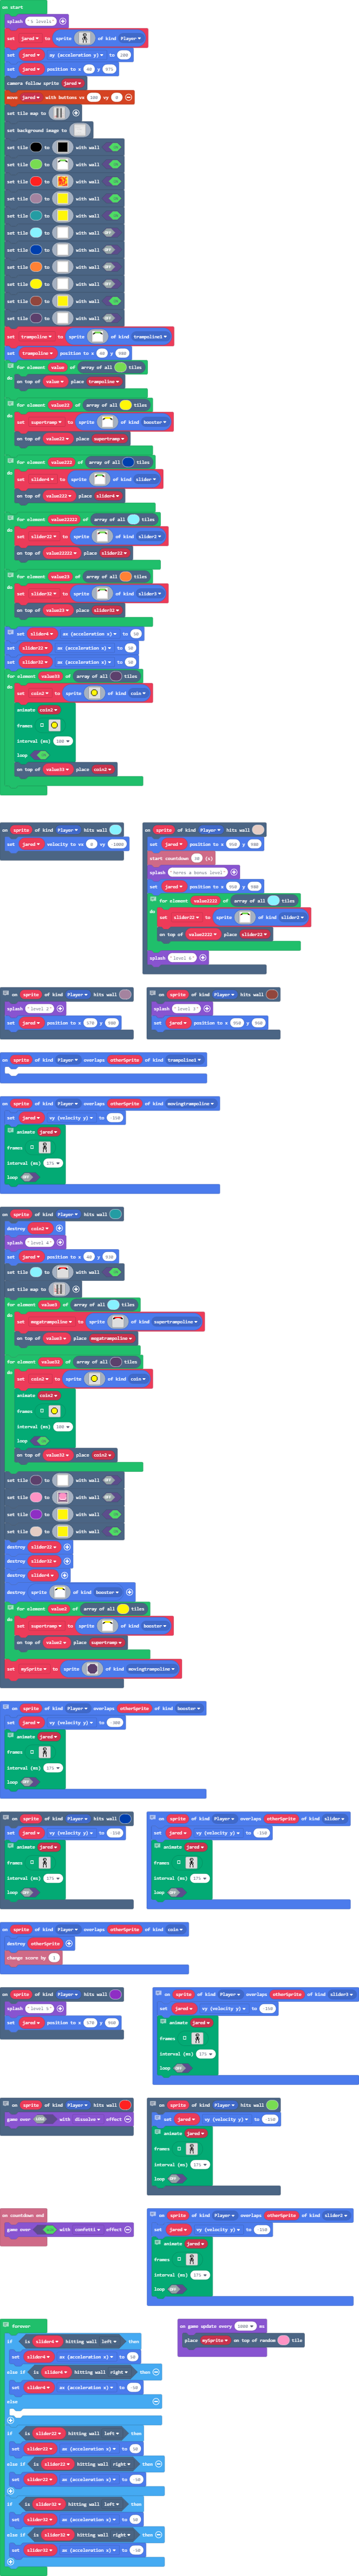 on start
splash "5 levels"
set jared to sprite of kind Player
set jared ay (acceleration y) to 200
set jared position to x 40 y 975
camera follow sprite jared
move jared with buttons vx 100 vy 0
set tile map to
set background image to
set tile to with wall ON
set tile to with wall ON
set tile to with wall ON
set tile to with wall ON
set tile to with wall ON
set tile to with wall OFF
set tile to with wall OFF
set tile to with wall OFF
set tile to with wall OFF
set tile to with wall ON
set tile to with wall OFF
set trampoline to sprite of kind trampoline1
set trampoline position to x 40 y 980
for element value of array of all tiles
do
on top of value place trampoline
for element value21 of array of all tiles
do
set supertramp to sprite of kind booster
on top of value21 place supertramp
for element value222 of array of all tiles
do
set slider4 to sprite of kind slider
on top of value222 place slider4
for element value22222 of array of all tiles
do
set slider22 to sprite of kind slider2
on top of value22222 place slider22
for element value23 of array of all tiles
do
set slider32 to sprite of kind slider3
on top of value23 place slider32
set slider4 ax (acceleration x) to 50
set slider22 ax (acceleration x) to 50
set slider32 ax (acceleration x) to 50
for element value33 of array of all tiles
do
set coin2 to sprite of kind coin
animate coin2
frames
interval (ms) 100
loop ON
on top of value33 place coin2
on sprite of kind Player hits wall
set jared velocity to vx 0 vy -1000
on sprite of kind Player hits wall
set jared position to x 950 y 980
start countdown 20 (s)
splash "heres a bonus level"
set jared position to x 950 y 980
for element value2222 of array of all tiles
do
set slider22 to sprite of kind slider2
on top of value2222 place slider22
splash "level 6"
on sprite of kind Player hits wall
splash "level 2"
set jared position to x 570 y 980
on sprite of kind Player hits wall
splash "level 3"
set jared position to x 950 y 960
on sprite of kind Player overlaps otherSprite of kind trampoline1
on sprite of kind Player overlaps otherSprite of kind movingtrampoline
set jared vy (velocity y) to -150
animate jared
frames
interval (ms) 175
loop OFF
on sprite of kind Player hits wall
destroy coin2
splash "level 4"
set jared position to x 40 y 930
set tile to with wall ON
set tile map to
for element value3 of array of all tiles
do
set megatrampoline to sprite of kind supertrampoline
on top of value3 place megatrampoline
for element value32 of array of all tiles
do
set coin2 to sprite of kind coin
animate coin2
frames
interval (ms) 100
loop ON
on top of value32 place coin2
set tile to with wall OFF
set tile to with wall OFF
set tile to with wall ON
set tile to with wall ON
destroy slider22
destroy slider32
destroy slider4
destroy sprite of kind booster
for element value2 of array of all tiles
do
set supertramp to sprite of kind booster
on top of value2 place supertramp
set mySprite to sprite of kind movingtrampoline
on sprite of kind Player overlaps otherSprite of kind booster
set jared vy (velocity y) to -300
animate jared
frames
interval (ms) 175
loop OFF
on sprite of kind Player hits wall
set jared vy (velocity y) to -150
animate jared
frames
interval (ms) 175
loop OFF
on sprite of kind Player overlaps otherSprite of kind slider
set jared vy (velocity y) to -150
animate jared
frames
interval (ms) 175
loop OFF
on sprite of kind Player overlaps otherSprite of kind coin
destroy otherSprite
change score by 1
on sprite of kind Player hits wall
splash "level 5"
set jared position to x 570 y 980
on sprite of kind Player overlaps otherSprite of kind slider3
set jared vy (velocity y) to -150
animate jared
frames
interval (ms) 175
loop OFF
on sprite of kind Player hits wall
game over LOSE with dissolve effect
on sprite of kind Player hits wall
set jared vy (velocity y) to -150
animate jared
frames
interval (ms) 175
loop OFF
on countdown end
game over WIN with confetti effect
on sprite of kind Player overlaps otherSprite of kind slider2
set jared vy (velocity y) to -150
animate jared
frames
interval (ms) 175
loop OFF
forever
if is slider4 hitting wall left then
set slider4 ax (acceleration x) to 50
else if is slider4 hitting wall right then
set slider4 ax (acceleration x) to -50
else
if is slider22 hitting wall left then
set slider22 ax (acceleration x) to 50
else if is slider22 hitting wall right then
set slider22 ax (acceleration x) to -50
if is slider32 hitting wall left then
set slider32 ax (acceleration x) to 50
else if is slider32 hitting wall right then
set slider32 ax (acceleration x) to -50
on game update every 1000 ms
place mySprite on top of random tile